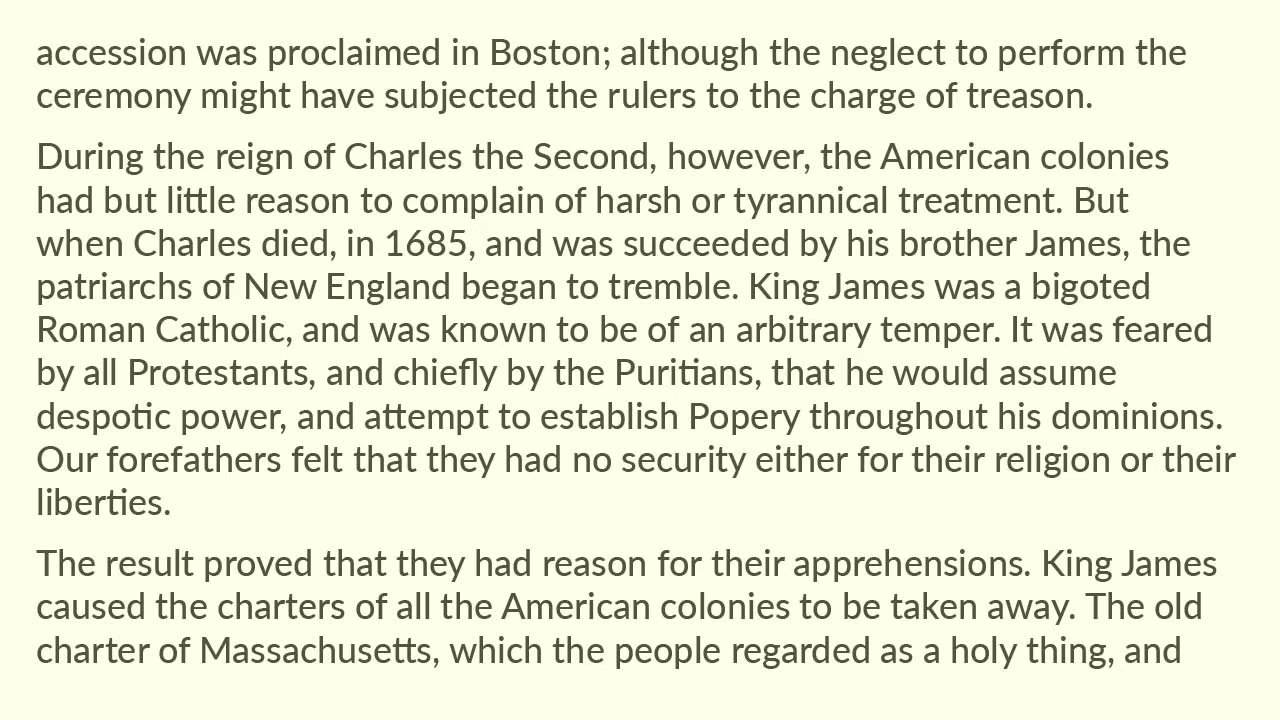 accession was proclaimed in Boston; although the neglect to perform the
ceremony might have subjected the rulers to the charge of treason.
During the reign of Charles the Second, however, the American colonies
had but little reason to complain of harsh or tyrannical treatment. But
when Charles died, in 1685, and was succeeded by his brother James, the
patriarchs of New England began to tremble. King James was a bigoted
Roman Catholic, and was known to be of an arbitrary temper. It was feared
by all Protestants, and chiefly by the Puritians, that he would assume
despotic power, and attempt to establish Popery throughout his dominions.
Our forefathers felt that they had no security either for their religion or their
liberties.
The result proved that they had reason for their apprehensions. King James
caused the charters of all the American colonies to be taken away. The old
charter of Massachusetts, which the people regarded as a holy thing, and